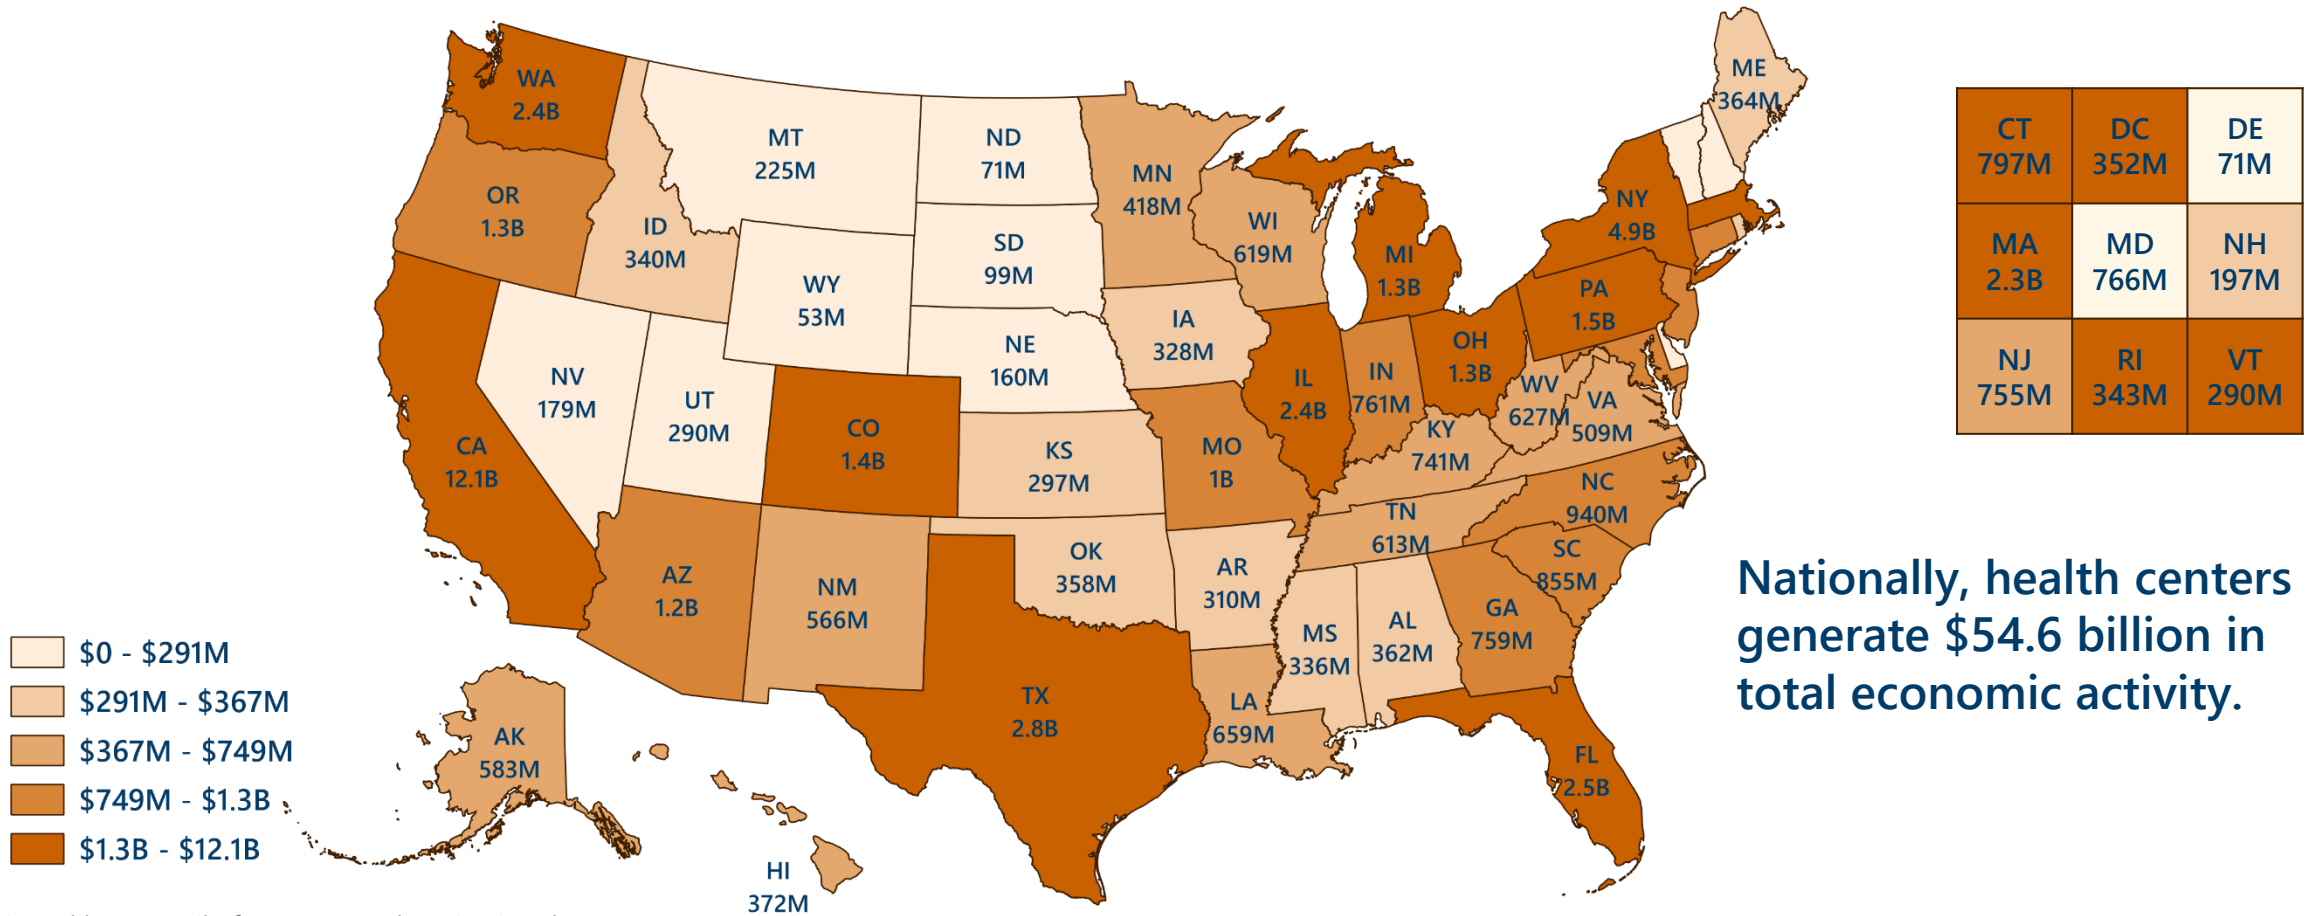 WA
2.4B
OR
1.3B
CA
12.1B
ID
340M
NV
179M
MT
225M
WY
53M
UT
290M
CO
1.4B
AZ
1.2B
NM
566M
ND
71M
SD
99M
NE
160M
KS
297M
OK
358M
TX
2.8B
MN
418M
IA
328M
MO
1B
AR
310M
LA
659M
WI
619M
IL
2.4B
MI
1.3B
IN
761M
OH
1.3B
KY
741M
TN
613M
MS
336M
AL
362M
GA
759M
FL
2.5B
SC
855M
NC
940M
VA
509M
WV
627M
PA
1.5B
NY
4.9B
ME
364M
AK
583M
HI
372M
CT
797M
DC
352M
DE
71M
MA
2.3B
MD
766M
NH
197M
NJ
755M
RI
343M
VT
290M
Nationally, health centers
generate $54.6 billion in
total economic activity.
$0 - $291M
$291M - $367M
$367M - $749M
$749M - $1.3B
$1.3B - $12.1B